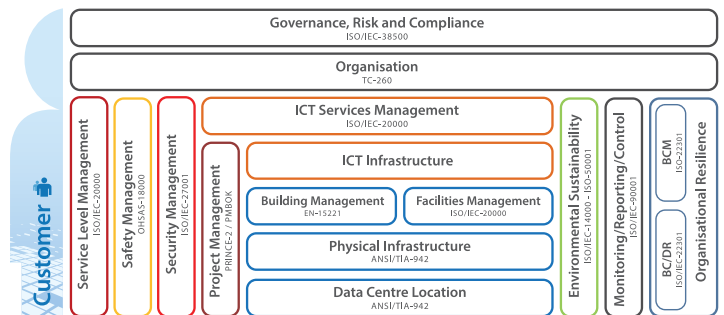 Governance, Risk and Compliance
ISO/IEC-38500
Organisation
TC-260
Customer
Service Level Management
ISO/IEC-20000
Safety Management
OHSAS-18000
Security Management
ISO/IEC-27001
ICT Services Management
ISO/IEC-20000
Project Management
PRINCE-2 / PMBOK
ICT Infrastructure
Building Management
EN-15221
Facilities Management
ISO/IEC-20000
Physical Infrastructure
ANSI/TIA-942
Data Centre Location
ANSI/TIA-942
Environmental Sustainability
ISO/IEC-14000 - ISO-50001
Monitoring/Reporting/Control
ISO/IEC-90001
BCM
ISO-22301
BC/DR
ISO/IEC-22301
Organisational Resilience